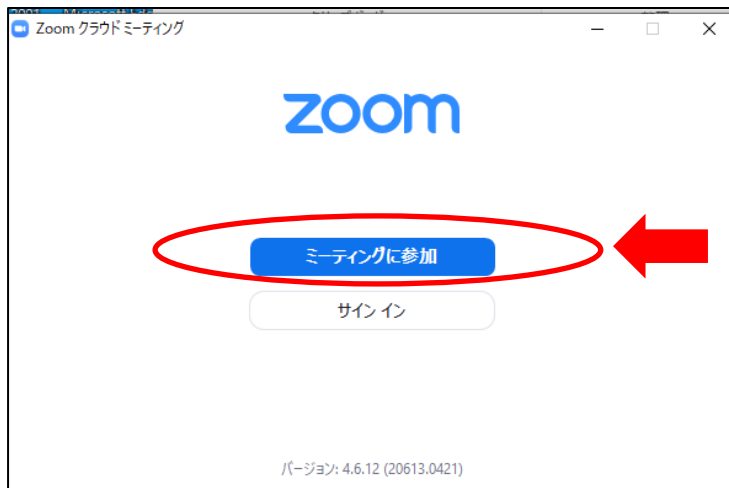 Zoom クラウド ミーティング
zoom
ミーティングに参加
サイン イン
バージョン: 4.6.12 (20613.0421)